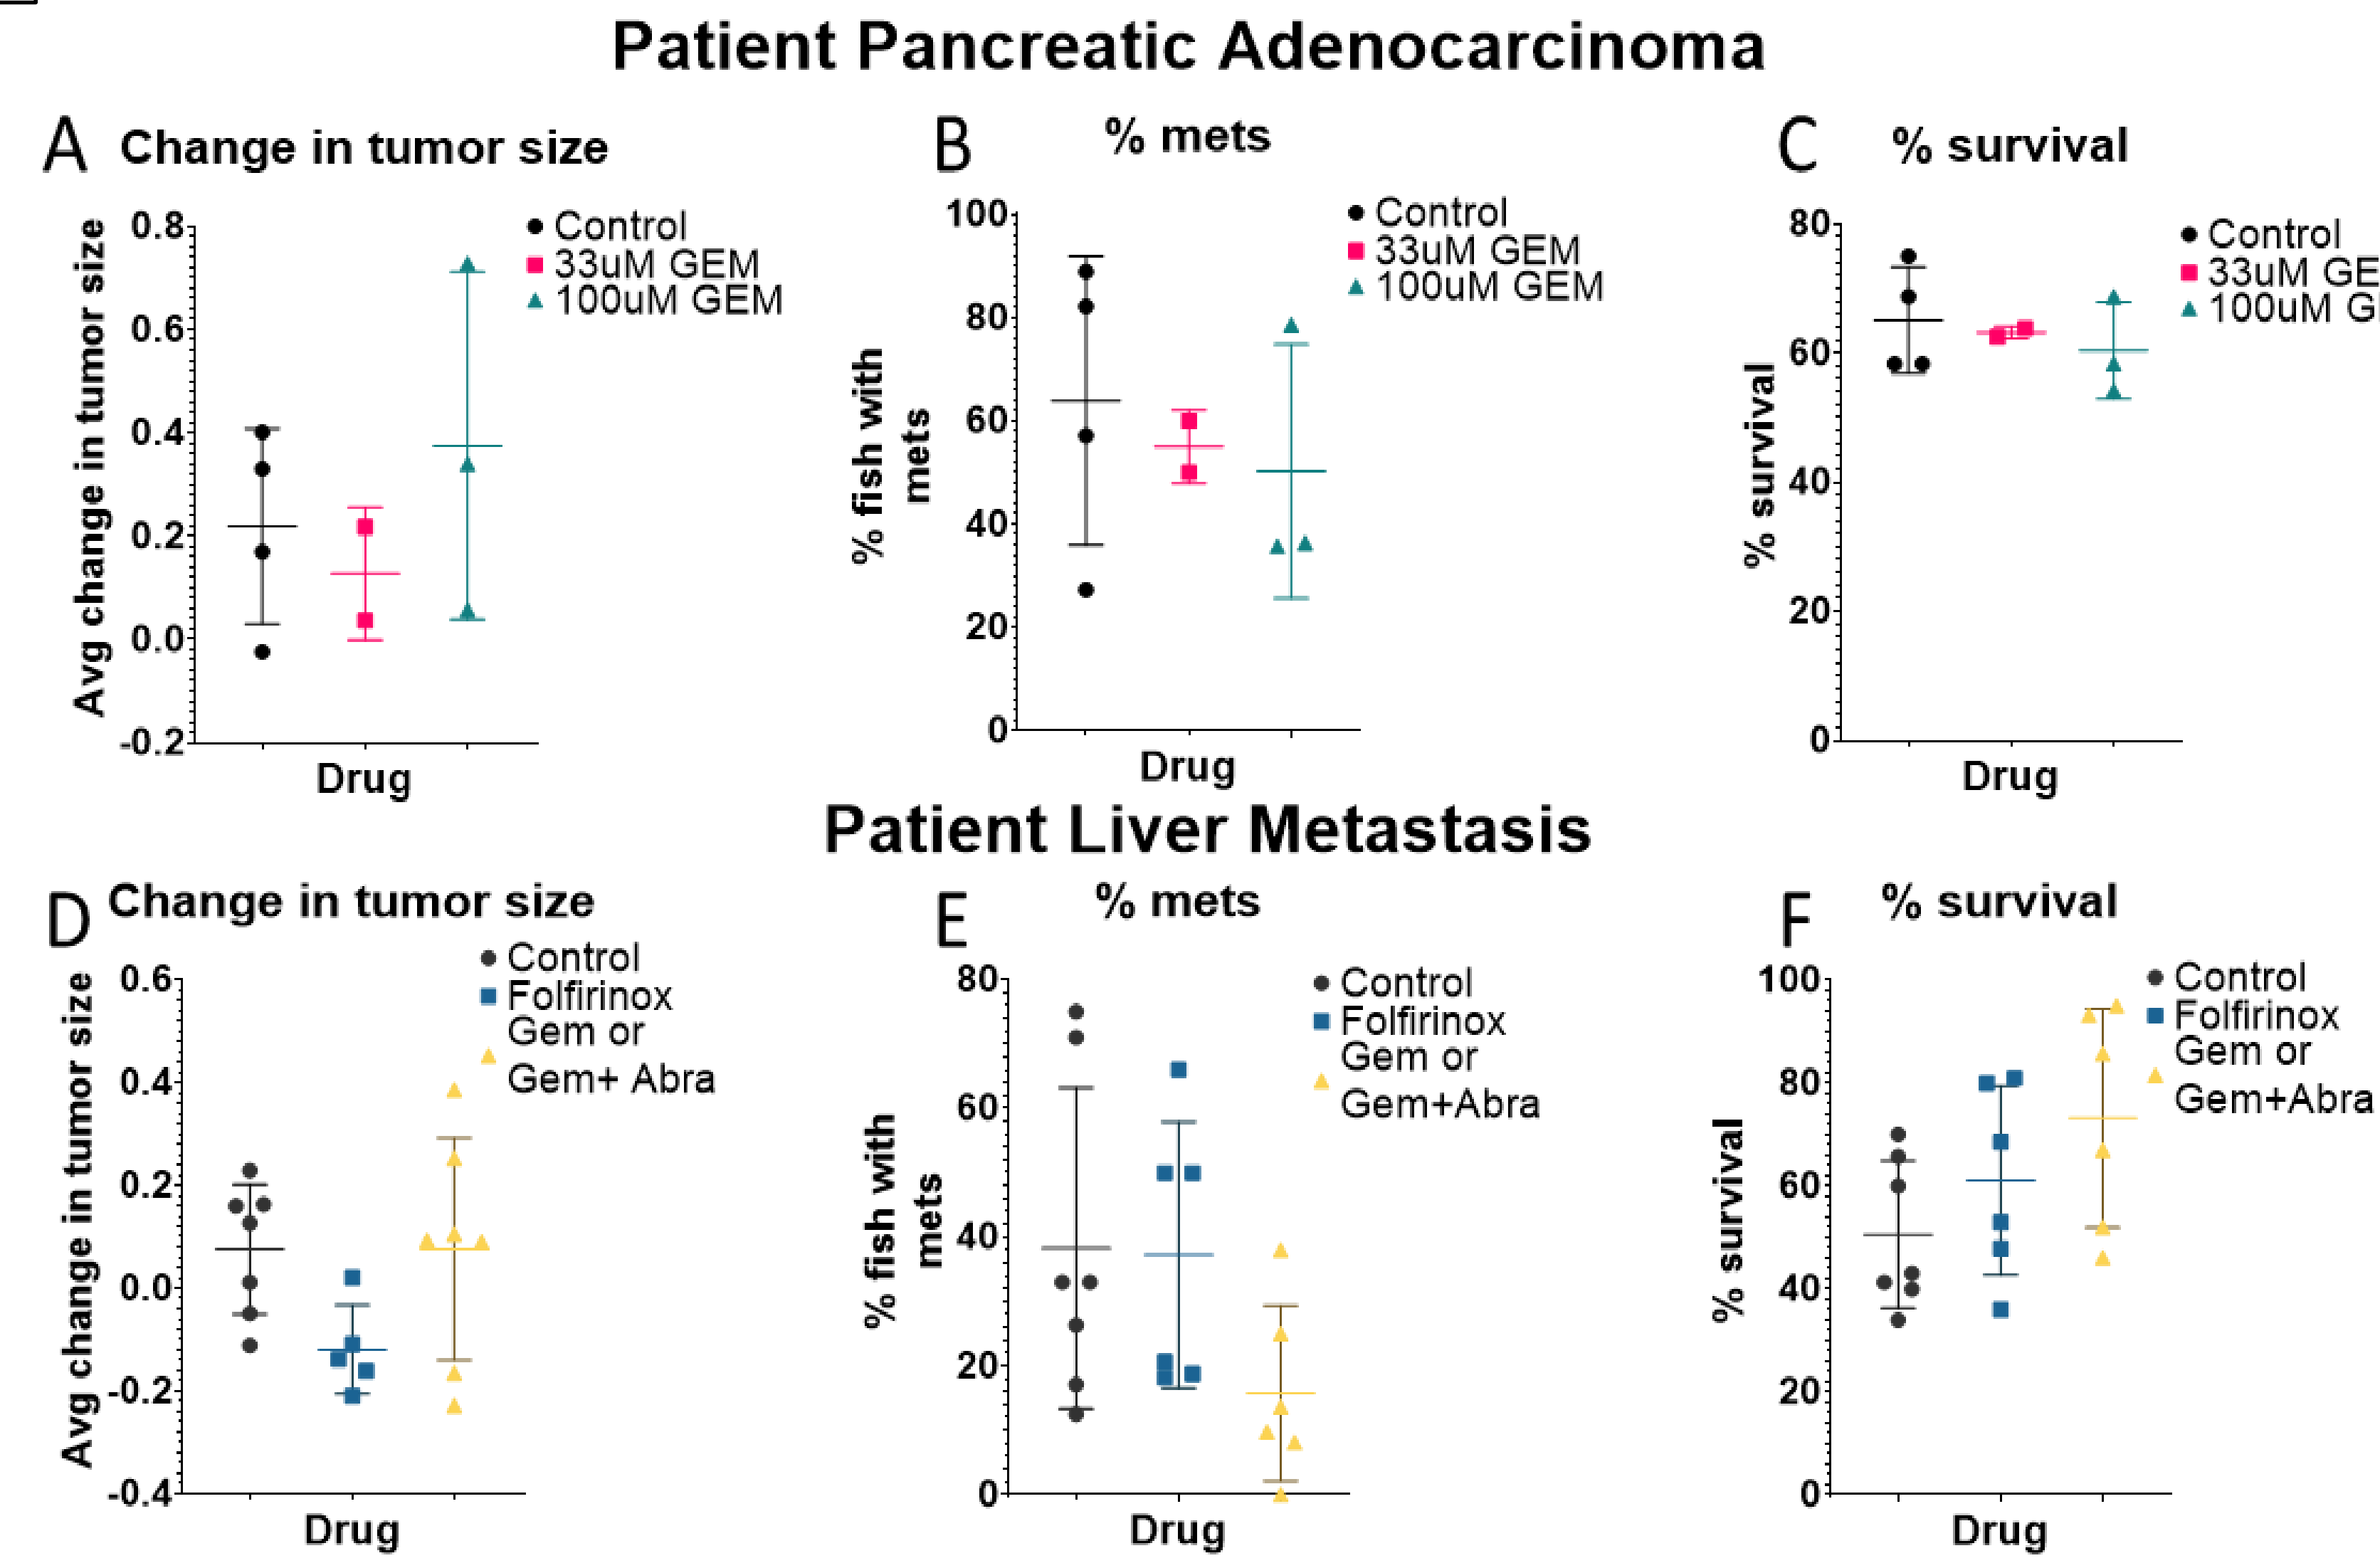 Patient Pancreatic Adenocarcinoma
A Change in tumor size
Avg change in tumor size
0.8
0.6
0.4
0.2
0.0
-0.2
Control
33uM GEM
100uM GEM
Drug
B % mets
% fish with
mets
100
80
60
40
20
0
Control
33uM GEM
100uM GEM
Drug
C % survival
% survival
80
60
40
20
0
Control
33uM GE
100uM G
Drug
Patient Liver Metastasis
D Change in tumor size
Avg change in tumor size
0.6
0.4
0.2
0.0
-0.2
-0.4
Control
Folfirinox
Gem or
Gem+ Abra
Drug
E % mets
% fish with
mets
80
60
40
20
0
Control
Folfirinox
Gem or
Gem+Abra
Drug
F % survival
% survival
100
80
60
40
20
0
Control
Folfirinox
Gem or
Gem+Abra
Drug